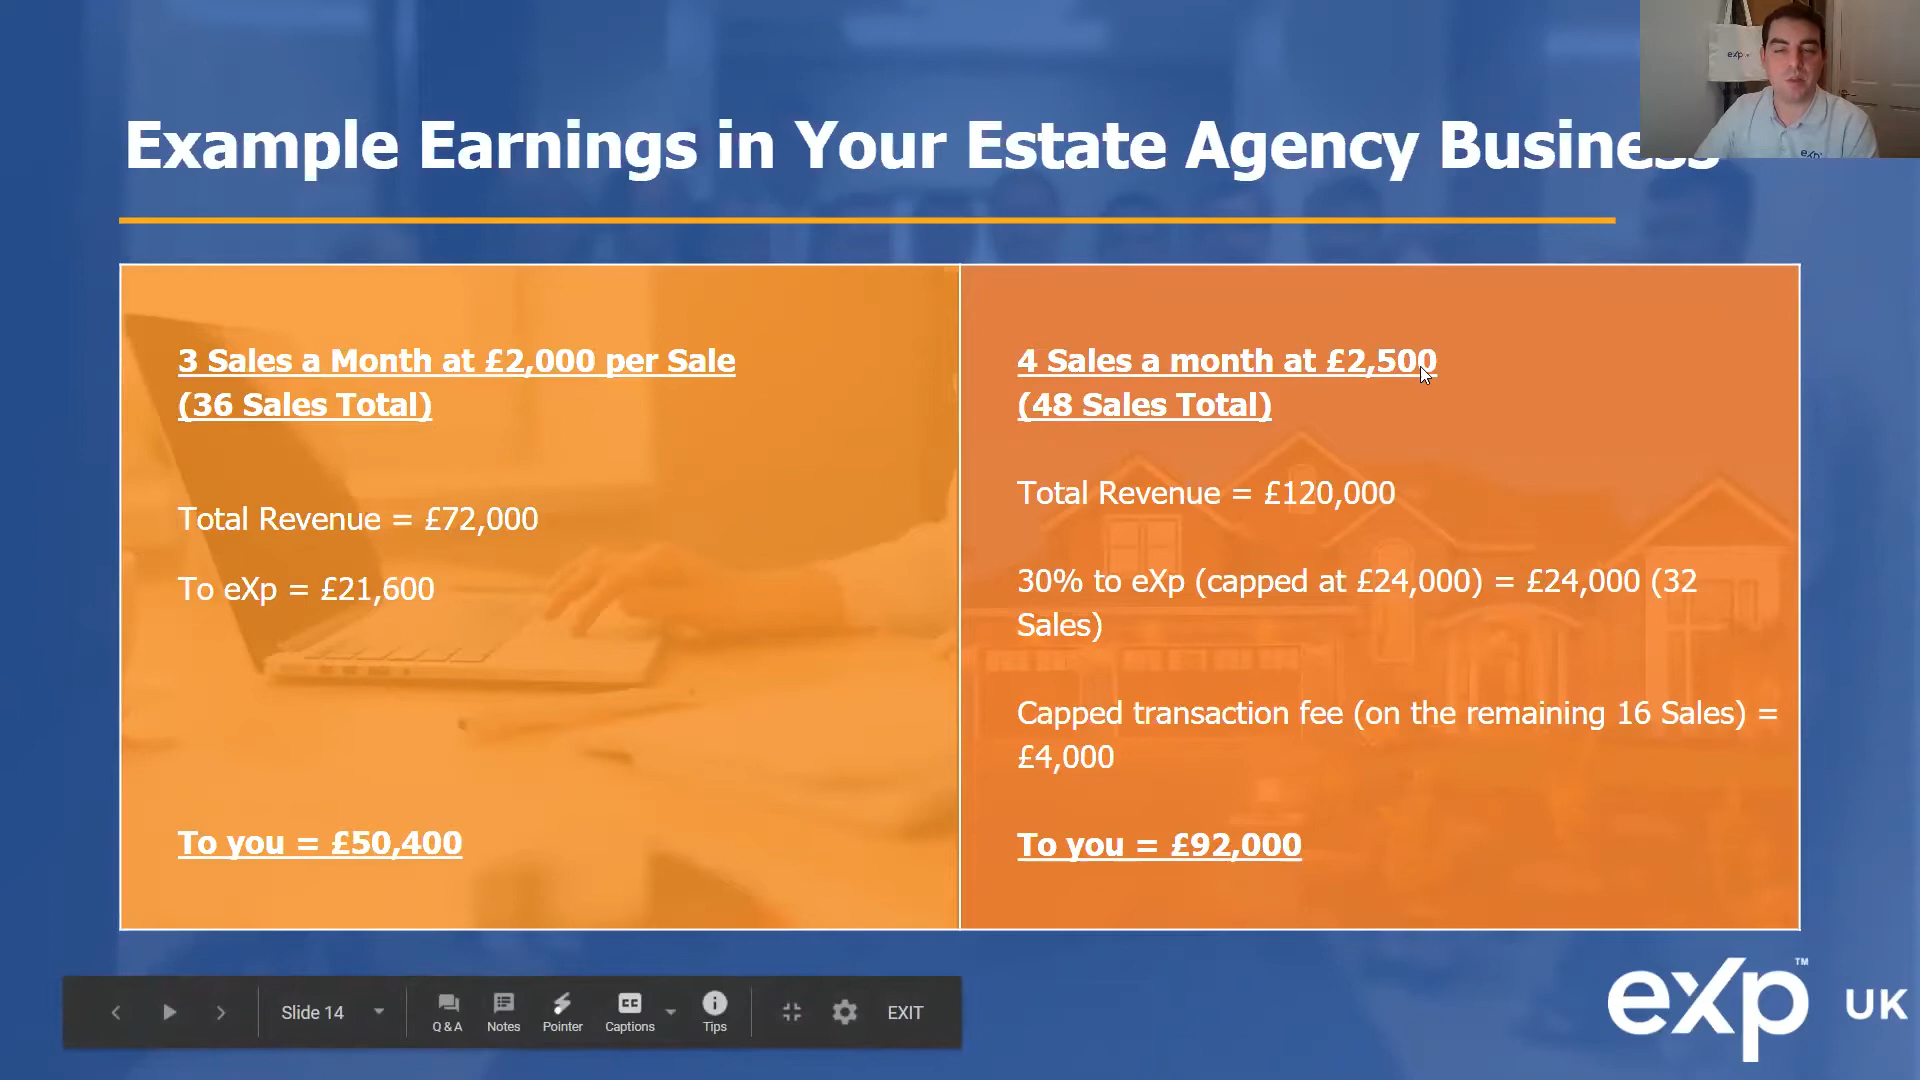 Example Earnings in Your Estate Agency Business
3 Sales a Month at £2,000 per Sale
(36 Sales Total)
Total Revenue = £72,000
To eXp = £21,600
To you = £50,400
4 Sales a month at £2,500
(48 Sales Total)
Total Revenue = £120,000
30% to eXp (capped at £24,000) = £24,000 (32
Sales)
Capped transaction fee (on the remaining 16 Sales) =
£4,000
To you = £92,000
Slide 14
Q & A
Notes
Pointer
CC
Captions
Tips
EXIT
eXp™ UK
eXp
eXp